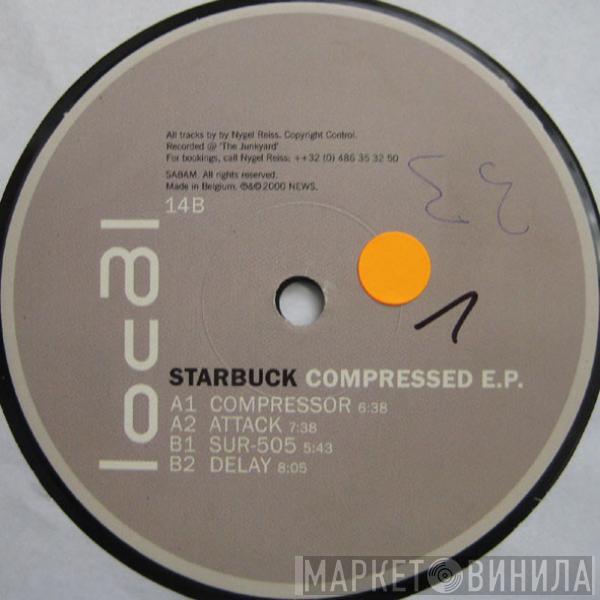 All tracks by by Nygel Reiss. Copyright Control.
Recorded @ 'The Junkyard'
For bookings, call Nygel Reiss: ++32 (0) 486 35 32 50
SABAM. All rights reserved.
Made in Belgium. ℗&© 2000 NEWS.
14B
local
STARBUCK COMPRESSED E.P.
A1 COMPRESSOR 6:38
A2 ATTACK 7:38
B1 SUR-505 5:43
B2 DELAY 8:05
1
МАРКЕТ ВИНИЛА